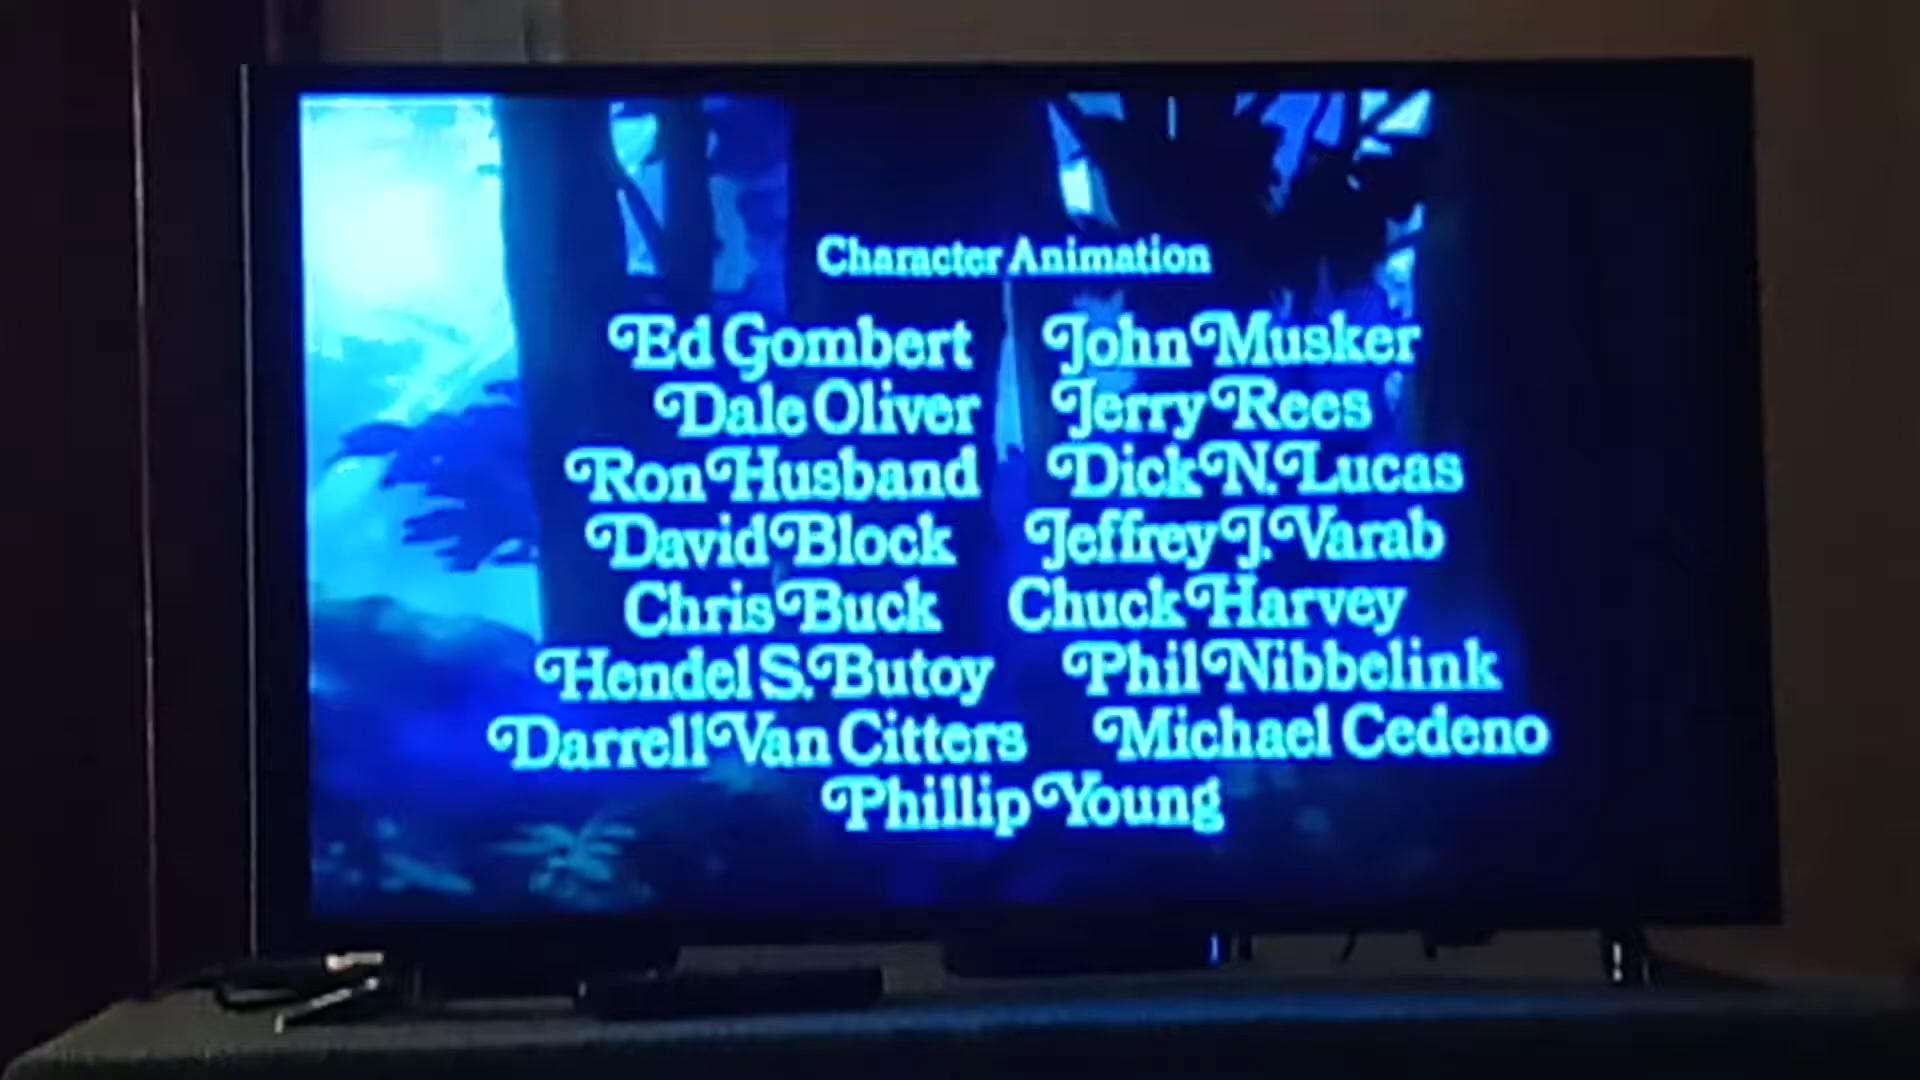 Character Animation
Ed Gombert John Musker
Dale Oliver Jerry Rees
Ron Husband Dick N. Lucas
David Block Jeffrey J. Varab
Chris Buck Chuck Harvey
Hendel S. Butoy Phil Nibbelink
Darrell Van Citters Michael Cedeno
Phillip Young